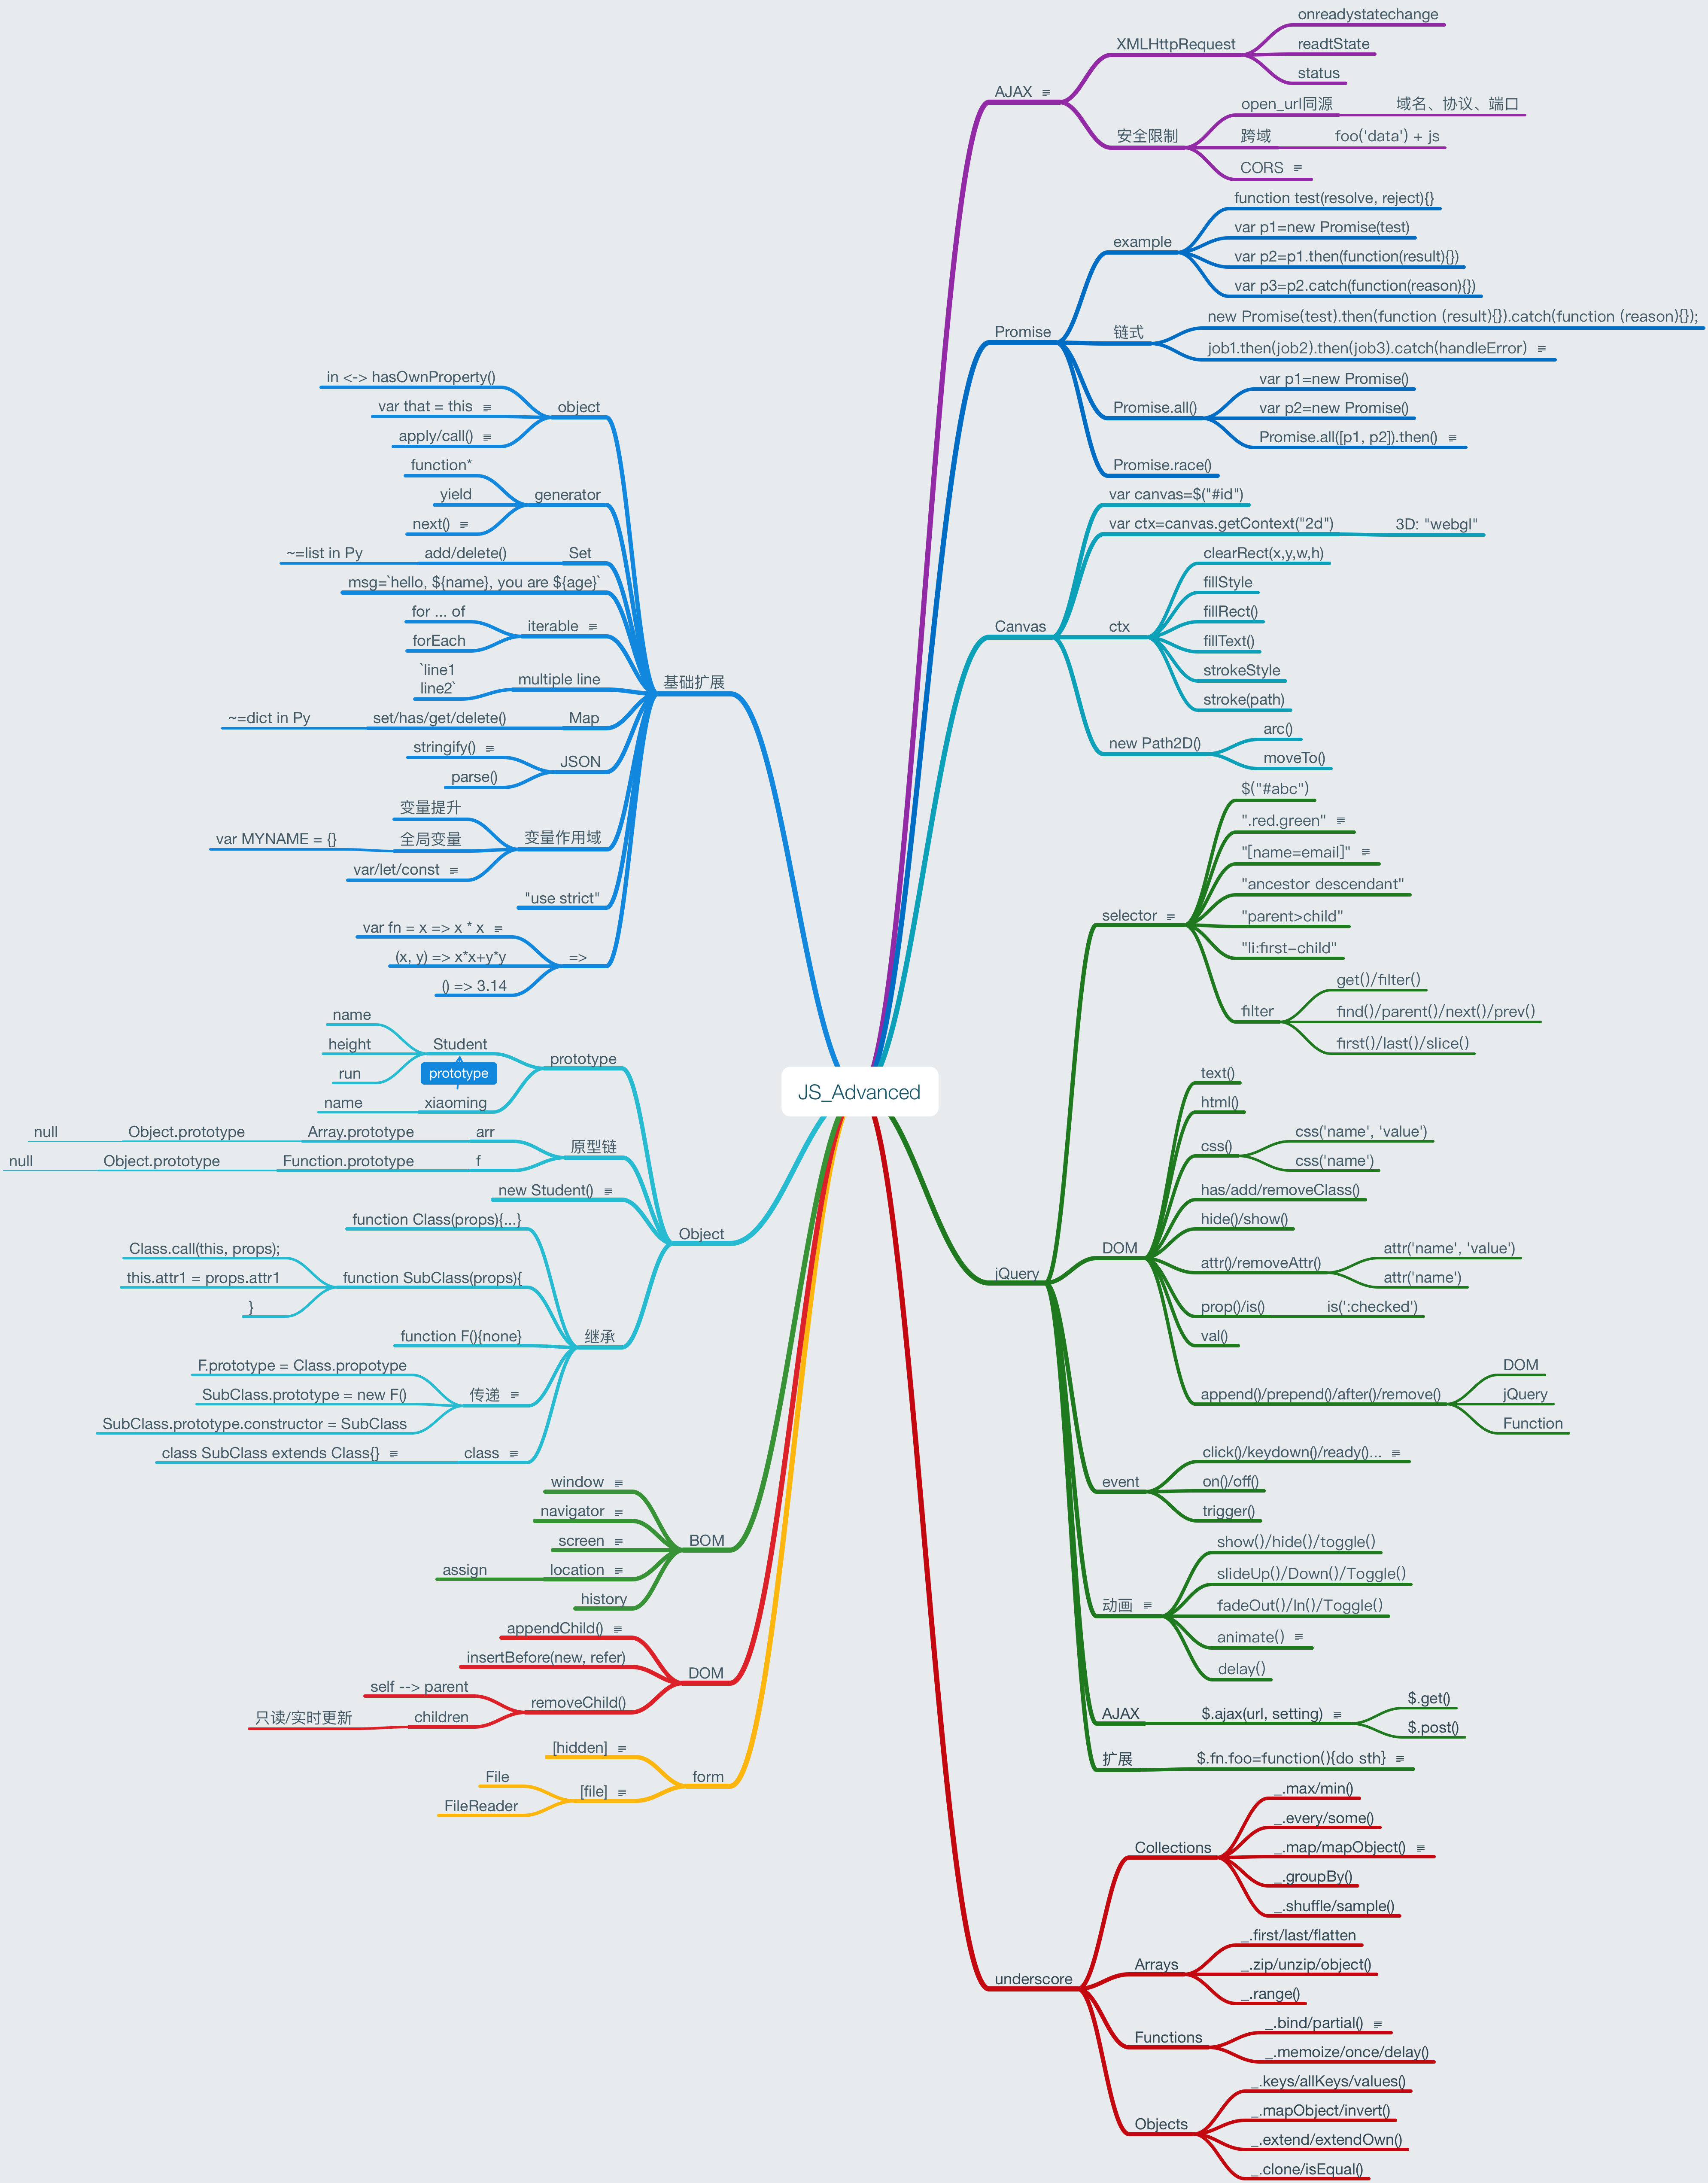 JS_Advanced
AJAX
XMLHttpRequest
onreadystatechange
readtState
status
安全限制
open_url同源
域名、协议、端口
跨域
foo('data') + js
CORS
Promise
example
function test(resolve, reject){}
var p1=new Promise(test)
var p2=p1.then(function(result){})
var p3=p2.catch(function(reason){})
链式
new Promise(test).then(function (result){}).catch(function (reason){});
job1.then(job2).then(job3).catch(handleError)
Promise.all()
var p1=new Promise()
var p2=new Promise()
Promise.all([p1, p2]).then()
Promise.race()
Canvas
var canvas=$("#id")
var ctx=canvas.getContext("2d")
3D: "webgl"
ctx
clearRect(x,y,w,h)
fillStyle
fillRect()
fillText()
strokeStyle
stroke(path)
new Path2D()
arc()
moveTo()
jQuery
selector
$("#abc")
".red.green"
"[name=email]"
"ancestor descendant"
"parent>child"
"li:first-child"
filter
get()/filter()
find()/parent()/next()/prev()
first()/last()/slice()
DOM
text()
html()
css()
css('name', 'value')
css('name')
has/add/removeClass()
hide()/show()
attr()/removeAttr()
attr('name', 'value')
attr('name')
prop()/is()
is(':checked')
val()
append()/prepend()/after()/remove()
DOM
jQuery
Function
event
click()/keydown()/ready()...
on()/off()
trigger()
动画
show()/hide()/toggle()
slideUp()/Down()/Toggle()
fadeOut()/In()/Toggle()
animate()
delay()
AJAX
$.ajax(url, setting)
$.get()
$.post()
扩展
$.fn.foo=function(){do sth}
underscore
Collections
_.max/min()
_.every/some()
_.map/mapObject()
_.groupBy()
_.shuffle/sample()
Arrays
_.first/last/flatten
_.zip/unzip/object()
_.range()
Functions
_.bind/partial()
_.memoize/once/delay()
Objects
_.keys/allKeys/values()
_.mapObject/invert()
_.extend/extendOwn()
_.clone/isEqual()
基础扩展
object
in <-> hasOwnProperty()
var that = this
apply/call()
generator
function*
yield
next()
Set
add/delete()
~=list in Py
msg=`hello, ${name}, you are ${age}`
iterable
for ... of
forEach
multiple line
`line1
line2`
Map
set/has/get/delete()
~=dict in Py
JSON
stringify()
parse()
变量作用域
变量提升
全局变量
var MYNAME = {}
var/let/const
"use strict"
=>
var fn = x => x * x
(x, y) => x*x+y*y
() => 3.14
Object
prototype
Student
name
height
run
prototype
xiaoming
name
原型链
arr
Array.prototype
Object.prototype
null
f
Function.prototype
Object.prototype
null
new Student()
继承
function Class(props){...}
function SubClass(props){
Class.call(this, props);
this.attr1 = props.attr1
}
function F(){none}
传递
F.prototype = Class.propotype
SubClass.prototype = new F()
SubClass.prototype.constructor = SubClass
class
class SubClass extends Class{}
BOM
window
navigator
screen
location
assign
history
DOM
appendChild()
insertBefore(new, refer)
removeChild()
self --> parent
children
只读/实时更新
form
[hidden]
[file]
File
FileReader